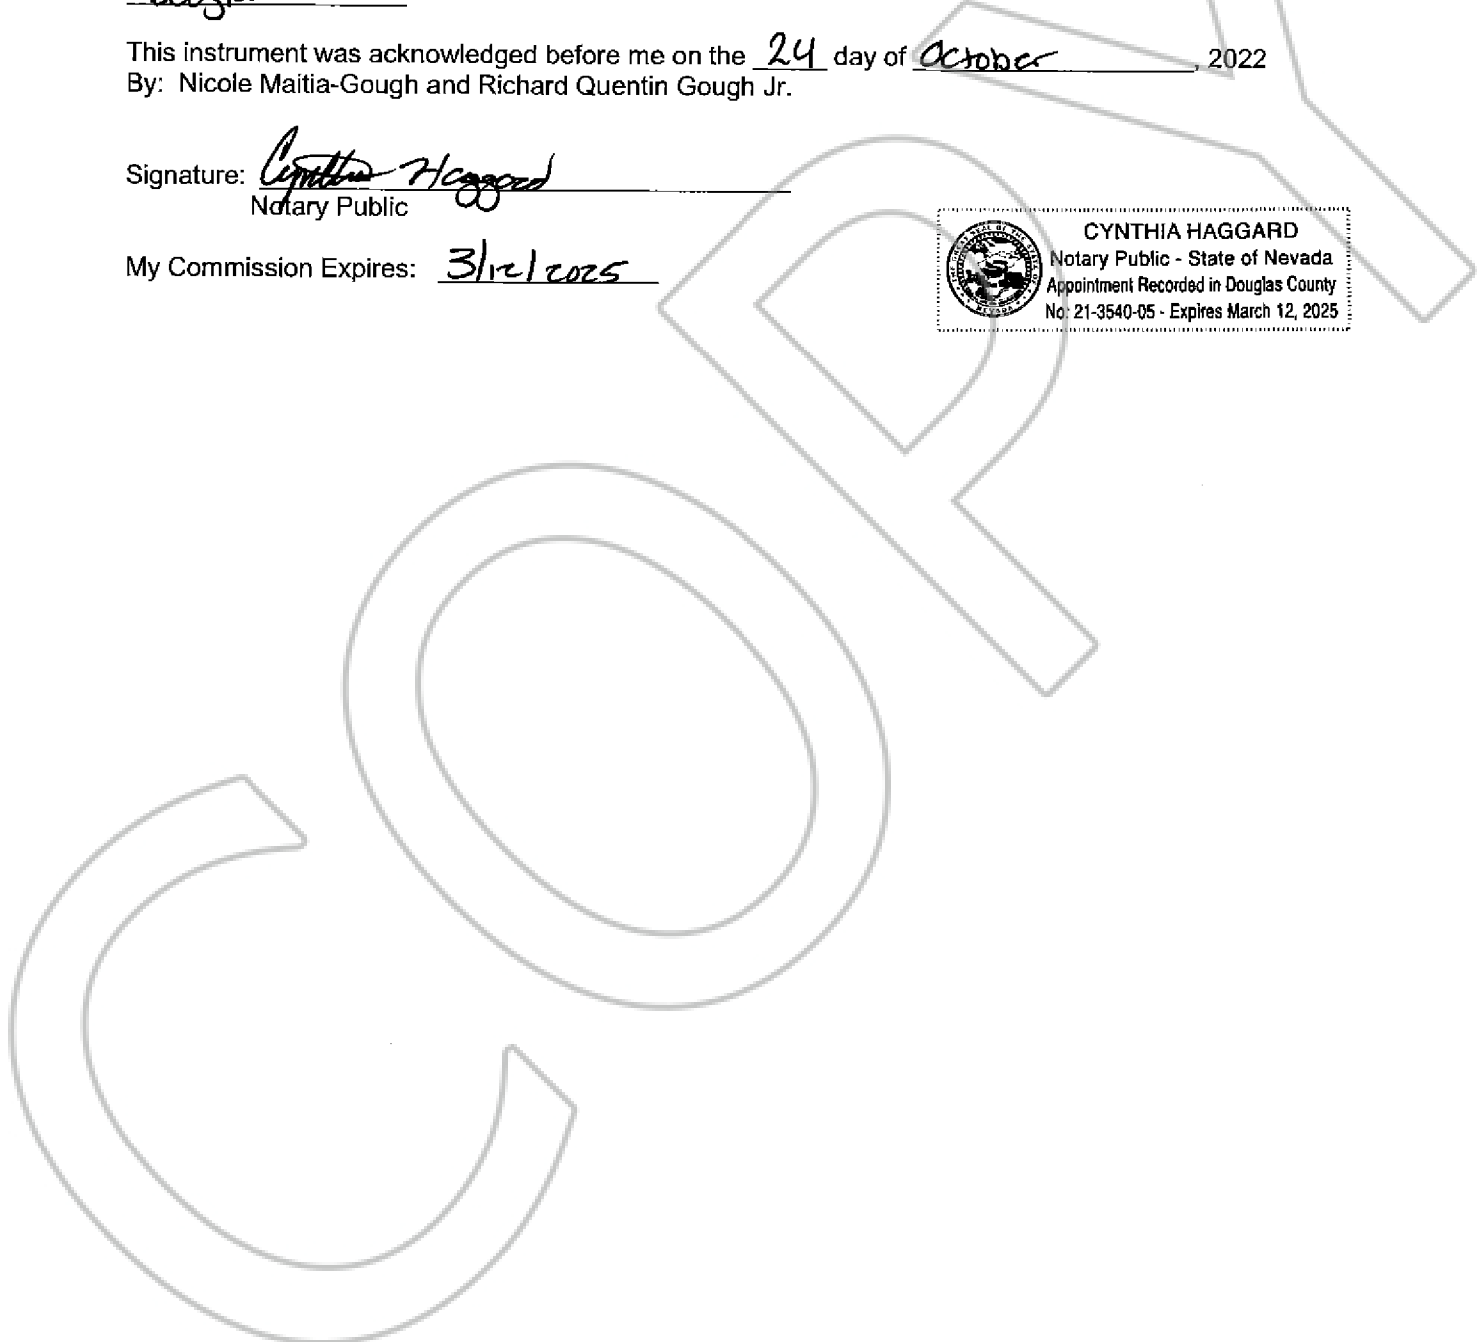 This instrument was acknowledged before me on the 24 day of October, 2022
By: Nicole Maitia-Gough and Richard Quentin Gough Jr.
Signature: Cynthia Haggard
Notary Public
My Commission Expires: 3/12/2025
CYNTHIA HAGGARD
Notary Public - State of Nevada
Appointment Recorded in Douglas County
No: 21-3540-05 - Expires March 12, 2025
COPY